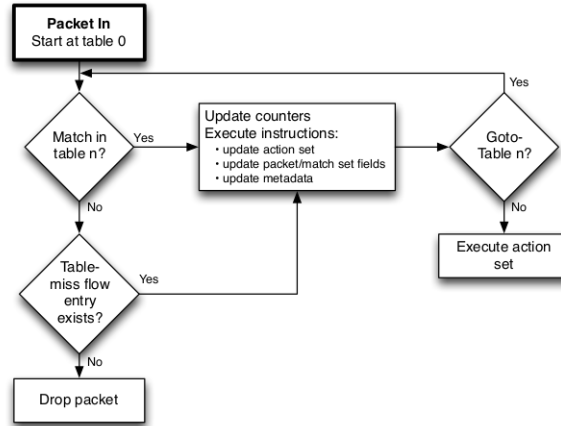 Packet In
Start at table 0
Yes
Match in
table n?
Yes
Update counters
Execute instructions:
• update action set
• update packet/match set fields
• update metadata
Goto-
Table n?
No
No
Execute action
set
Table-
miss flow
entry
exists?
Yes
No
Drop packet